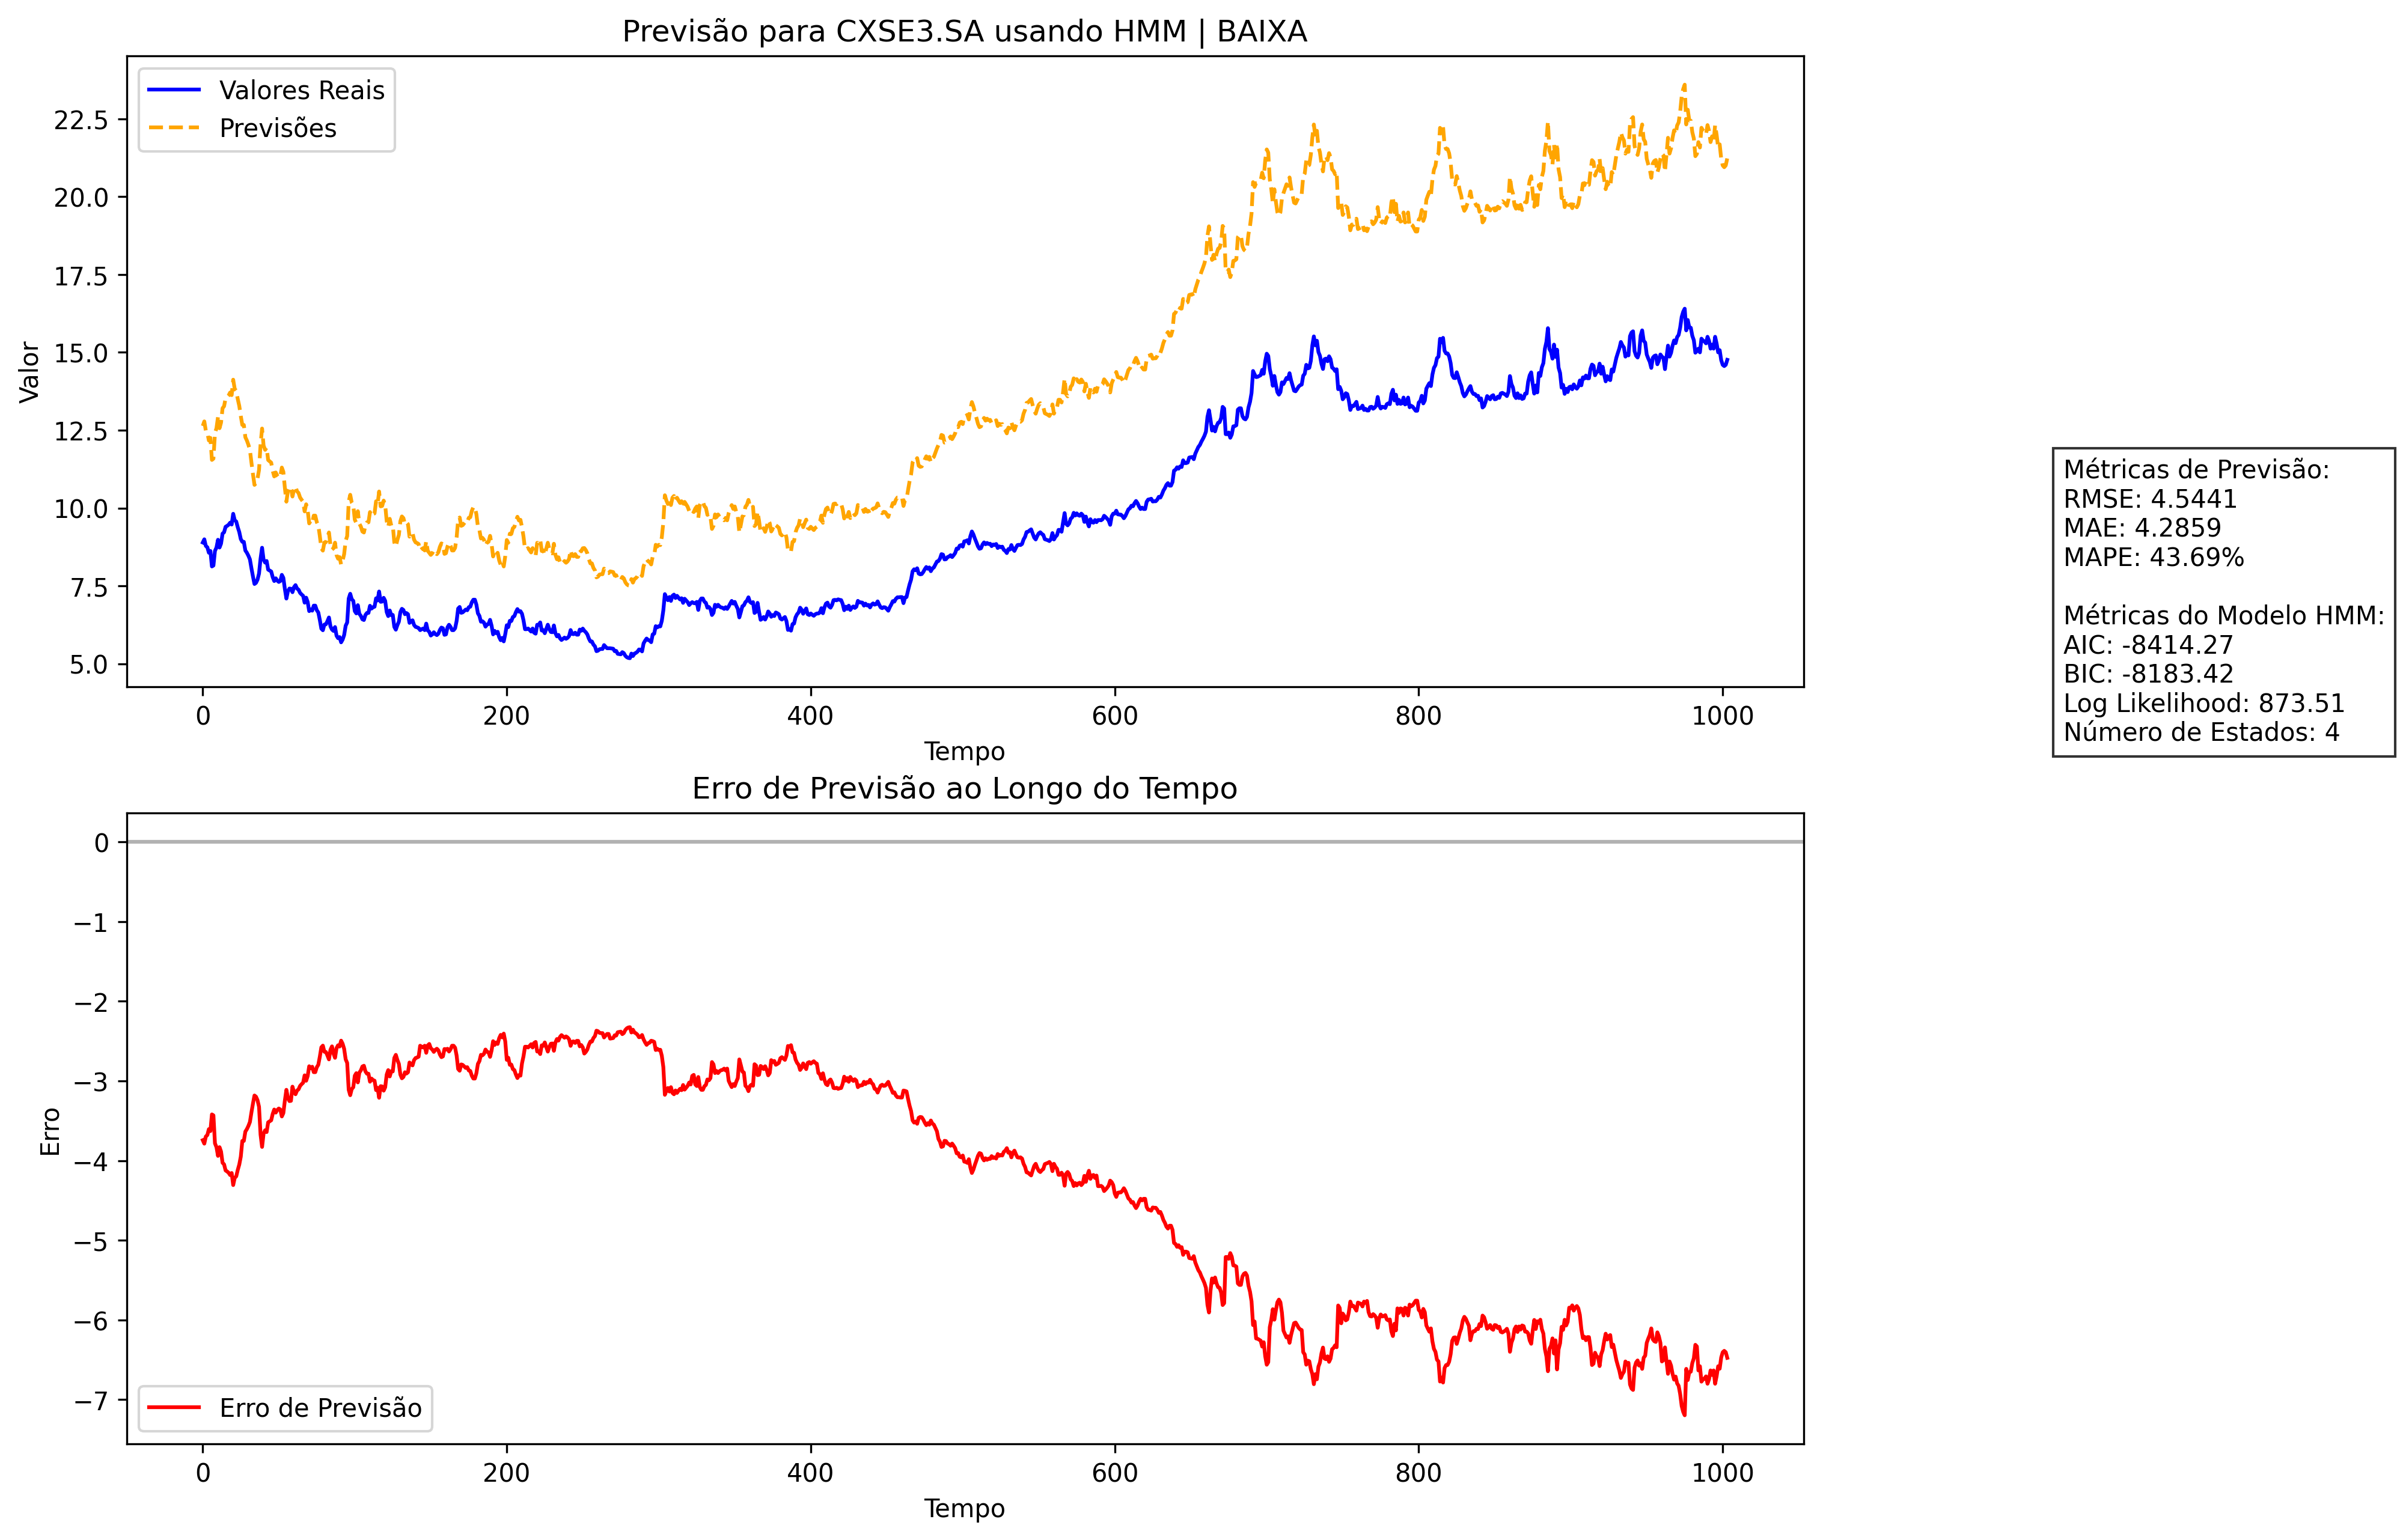 Previsão para CXSE3.SA usando HMM | BAIXA
Valores Reais
Previsões
22.5
20.0
17.5
15.0
12.5
10.0
7.5
5.0
Valor
0 200 400 600 800 1000
Tempo
Métricas de Previsão:
RMSE: 4.5441
MAE: 4.2859
MAPE: 43.69%
Métricas do Modelo HMM:
AIC: -8414.27
BIC: -8183.42
Log Likelihood: 873.51
Número de Estados: 4
Erro de Previsão ao Longo do Tempo
0
−1
−2
−3
−4
−5
−6
−7
Erro
Erro de Previsão
0 200 400 600 800 1000
Tempo